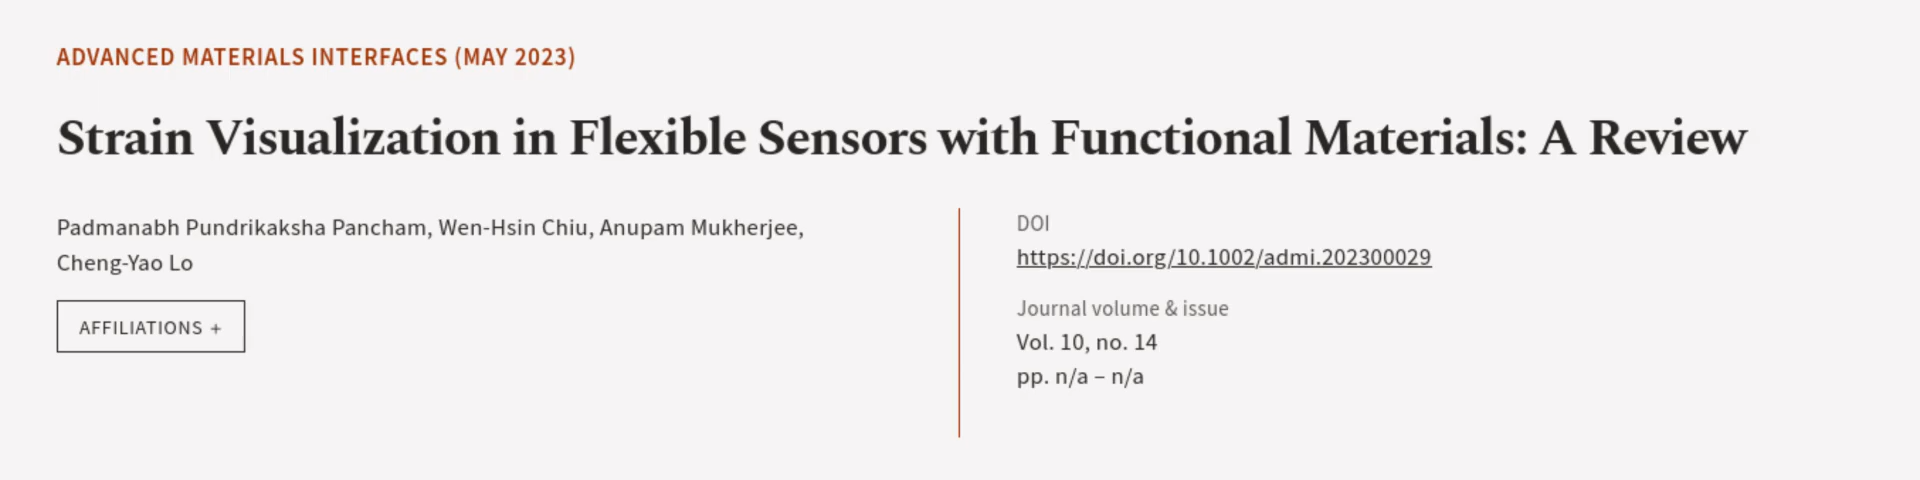 ADVANCED MATERIALS INTERFACES (MAY 2023)
Strain Visualization in Flexible Sensors with Functional Materials: A Review
Padmanabh Pundrikaksha Pancham, Wen-Hsin Chiu, Anupam Mukherjee,
Cheng-Yao Lo
AFFILIATIONS +
DOI
https://doi.org/10.1002/admi.202300029
Journal volume & issue
Vol. 10, no. 14
pp. n/a – n/a